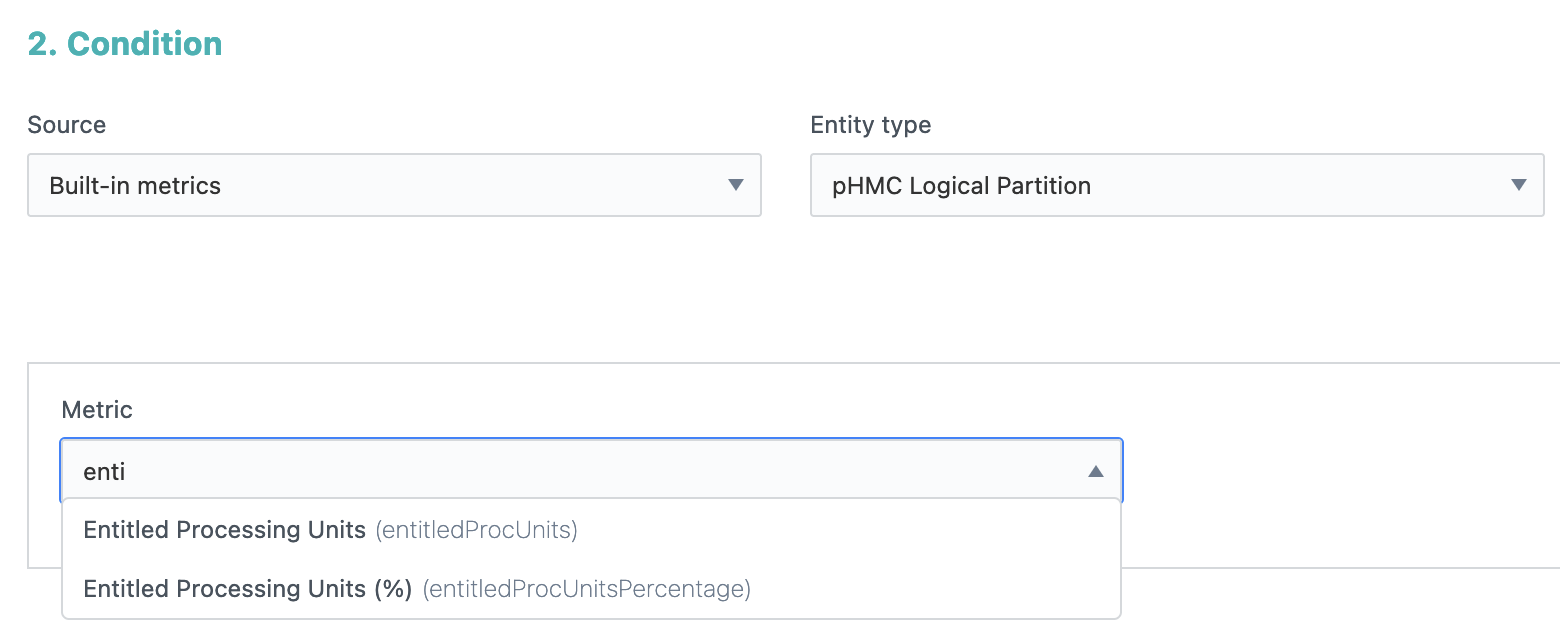 2. Condition
Source
Entity type
Built-in metrics
pHMC Logical Partition
Metric
enti
Entitled Processing Units (entitledProcUnits)
Entitled Processing Units (%) (entitledProcUnitsPercentage)